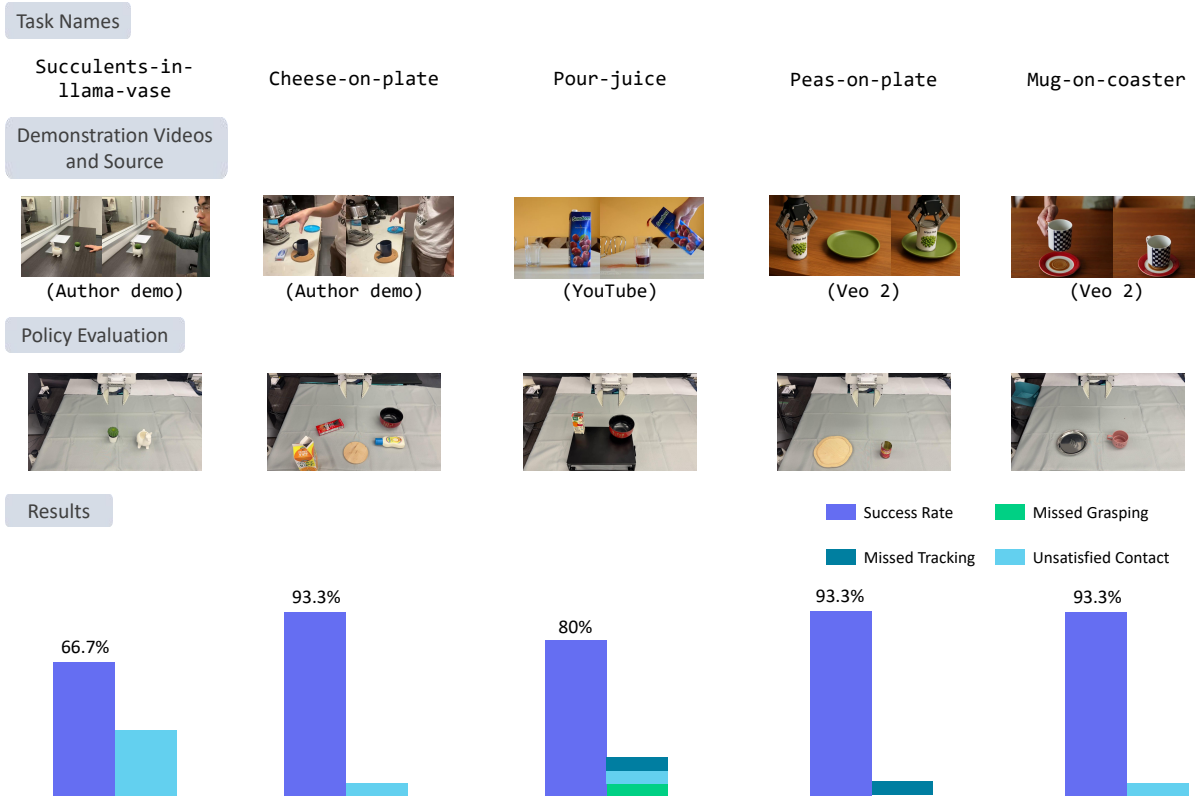 Task Names
Succulents-in-
llama-vase
Cheese-on-plate
Pour-juice
Peas-on-plate
Mug-on-coaster
Demonstration Videos
and Source
(Author demo)
(Author demo)
(YouTube)
(Veo 2)
(Veo 2)
Policy Evaluation
Results
Success Rate
Missed Grasping
Missed Tracking
Unsatisfied Contact
66.7%
93.3%
80%
93.3%
93.3%